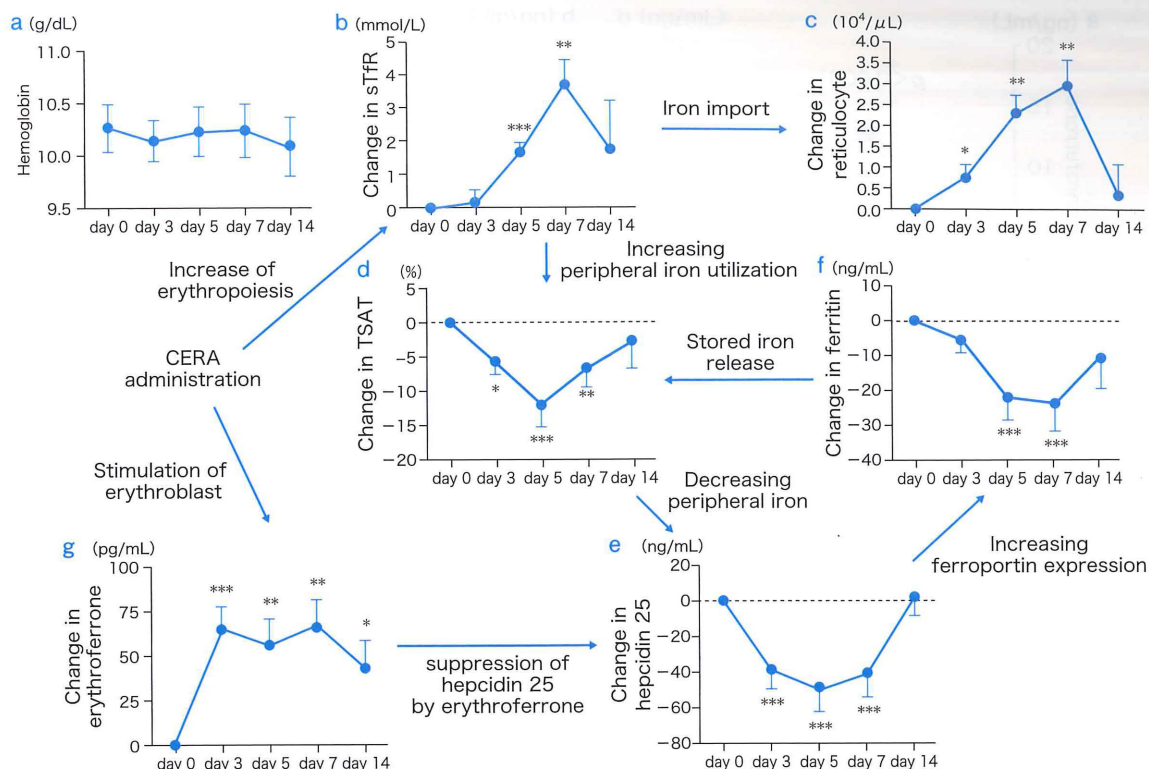 a (g/dL)
Hemoglobin
11.0
10.5
10.0
9.5
day 0 day 3 day 5 day 7 day 14
b (mmol/L)
Change in sTfR
5
4
3
2
1
0
***
**
day 0 day 3 day 5 day 7 day 14
Iron import
c (10⁴/μL)
Change in
reticulocyte
4.0
3.5
3.0
2.5
2.0
1.5
1.0
0.5
0.0
*
**
**
day 0 day 3 day 5 day 7 day 14
Increase of
erythropoiesis
CERA
administration
Stimulation of
erythroblast
Increasing
peripheral iron utilization
d (%)
Change in TSAT
5
0
−5
−10
−15
−20
*
***
**
day 0 day 3 day 5 day 7 day 14
Stored iron
release
f (ng/mL)
Change in ferritin
10
0
−10
−20
−30
−40
***
***
day 0 day 3 day 5 day 7 day 14
Decreasing
peripheral iron
Increasing
ferroportin expression
g (pg/mL)
Change in
erythroferrone
100
75
50
25
0
***
**
**
*
day 0 day 3 day 5 day 7 day 14
suppression of
hepcidin 25
by erythroferrone
e (ng/mL)
Change in
hepcidin 25
0
−20
−40
−60
−80
***
***
***
day 0 day 3 day 5 day 7 day 14